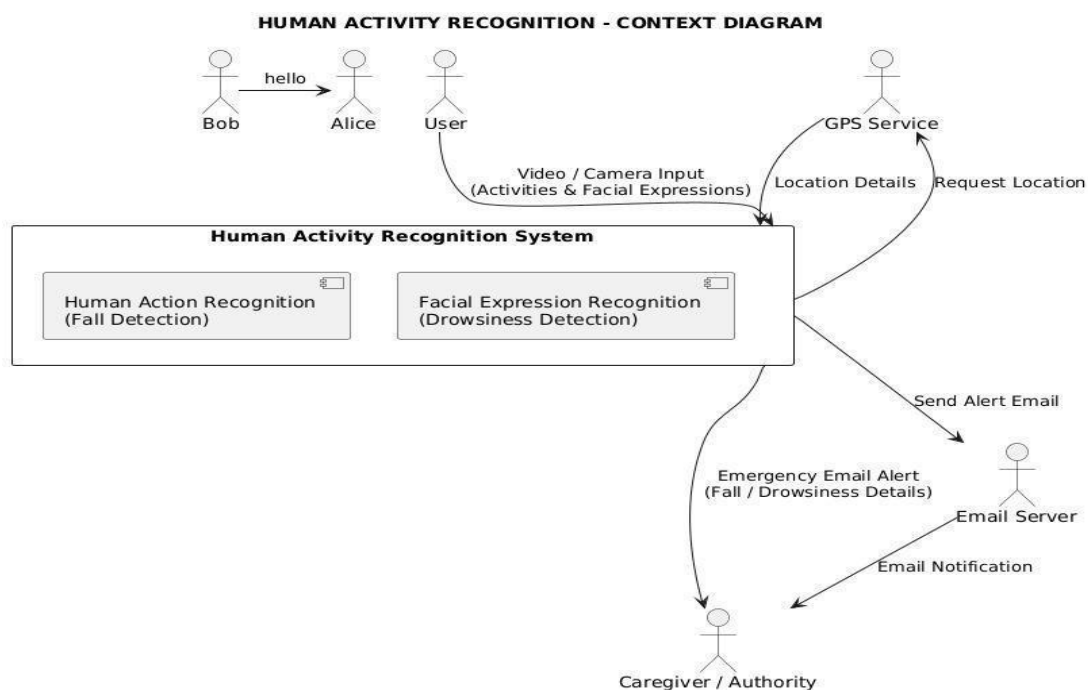 HUMAN ACTIVITY RECOGNITION - CONTEXT DIAGRAM
hello
Bob
Alice
User
GPS Service
Video / Camera Input
(Activities & Facial Expressions)
Location Details
Request Location
Human Activity Recognition System
Human Action Recognition
(Fall Detection)
Facial Expression Recognition
(Drowsiness Detection)
Send Alert Email
Emergency Email Alert
(Fall / Drowsiness Details)
Email Server
Email Notification
Caregiver / Authority